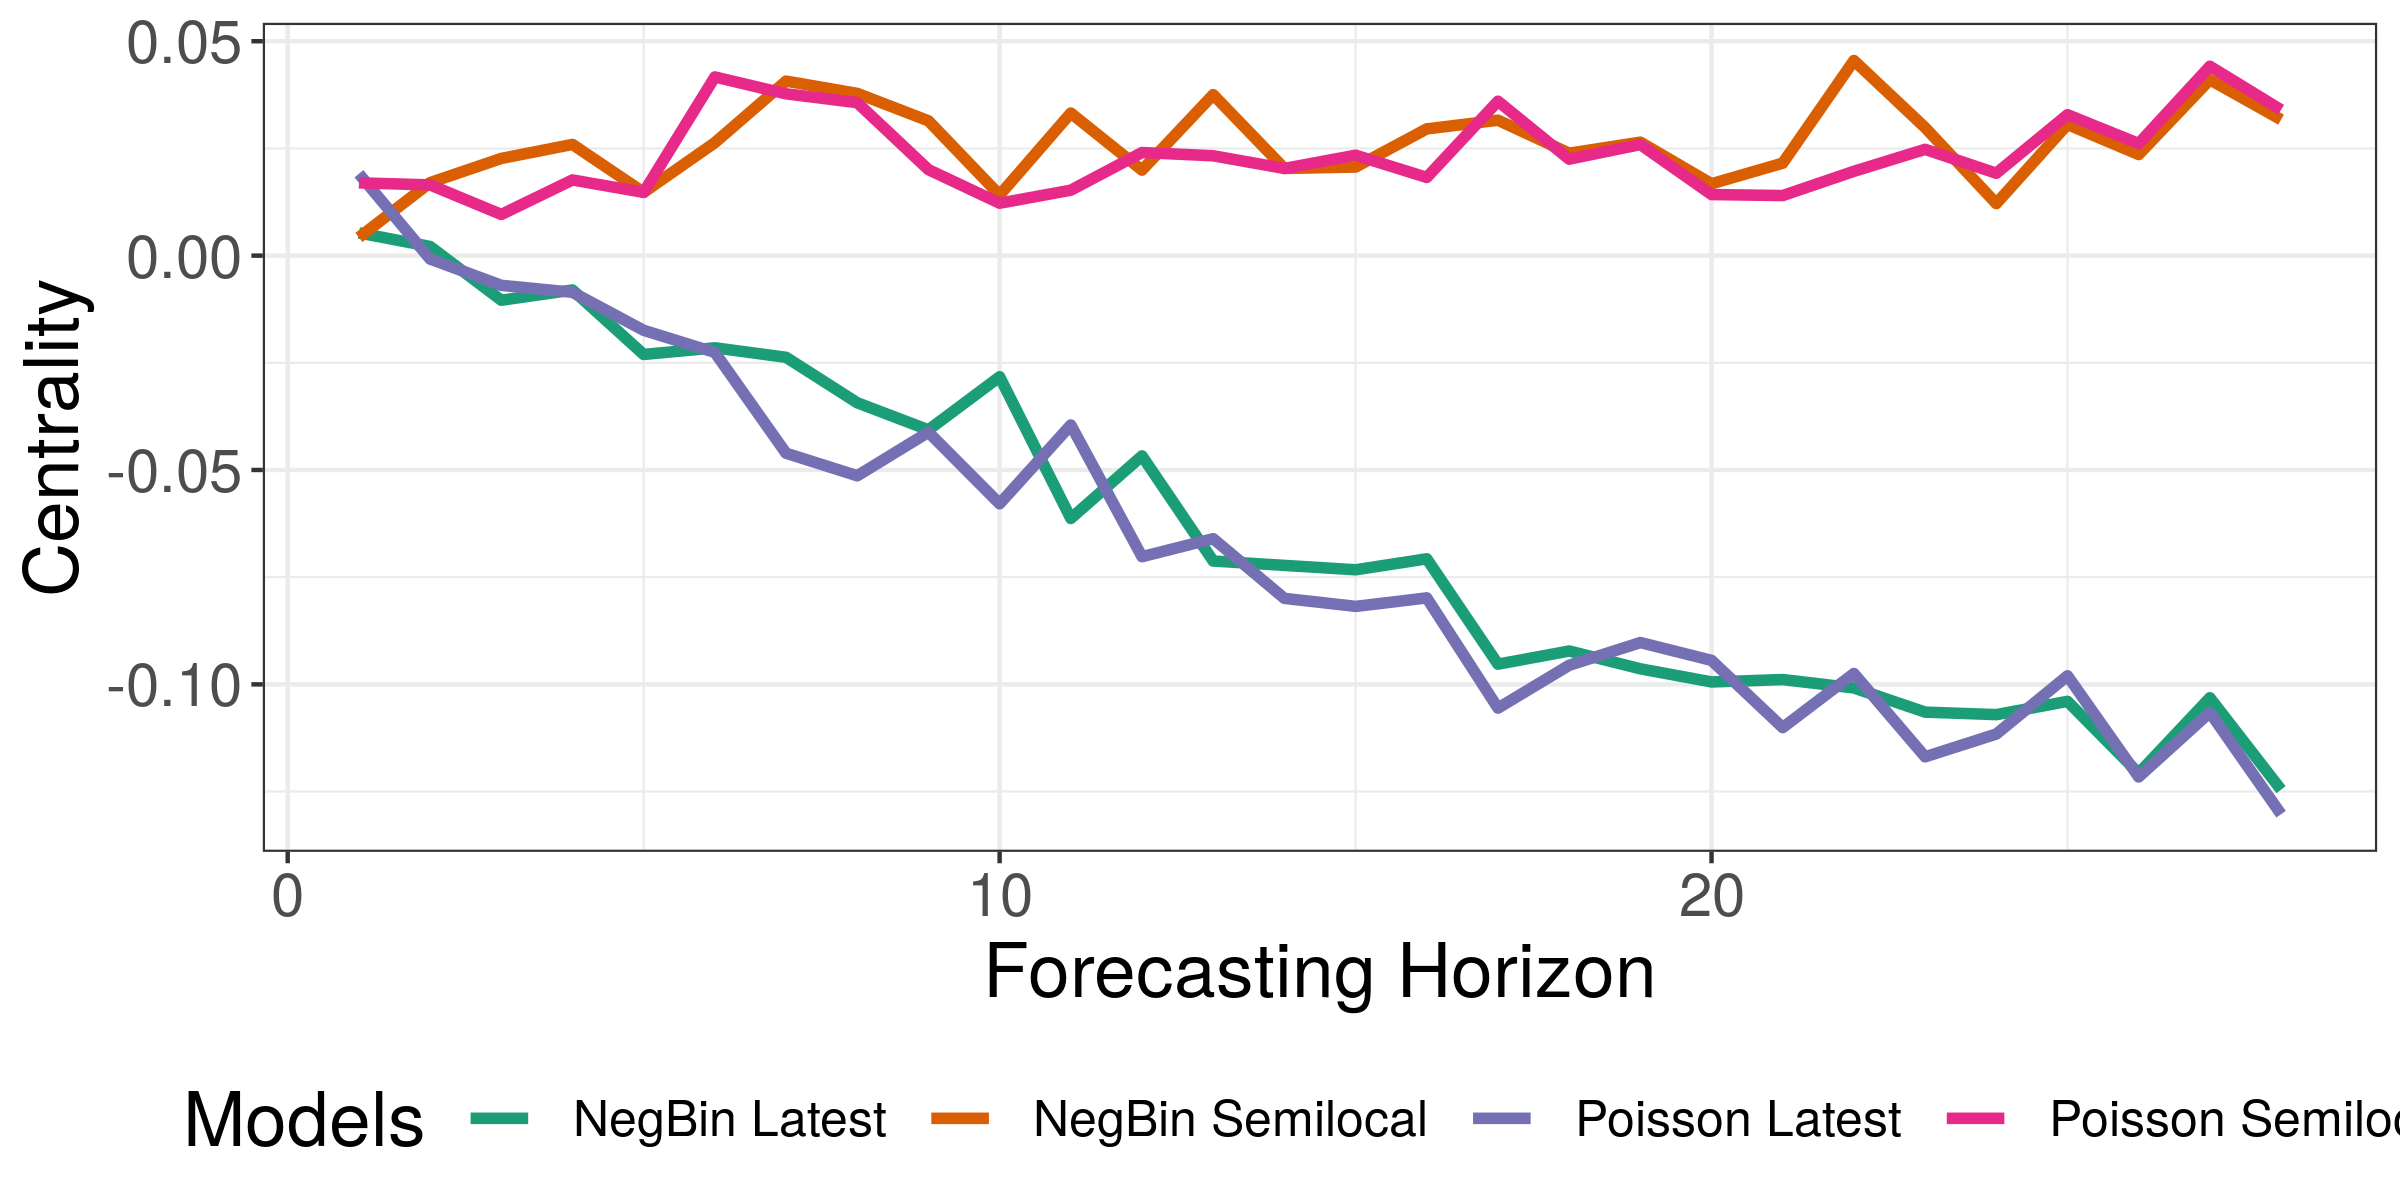 0.05
0.00
-0.05
-0.10
Centrality
0 10 20
Forecasting Horizon
Models NegBin Latest NegBin Semilocal Poisson Latest Poisson